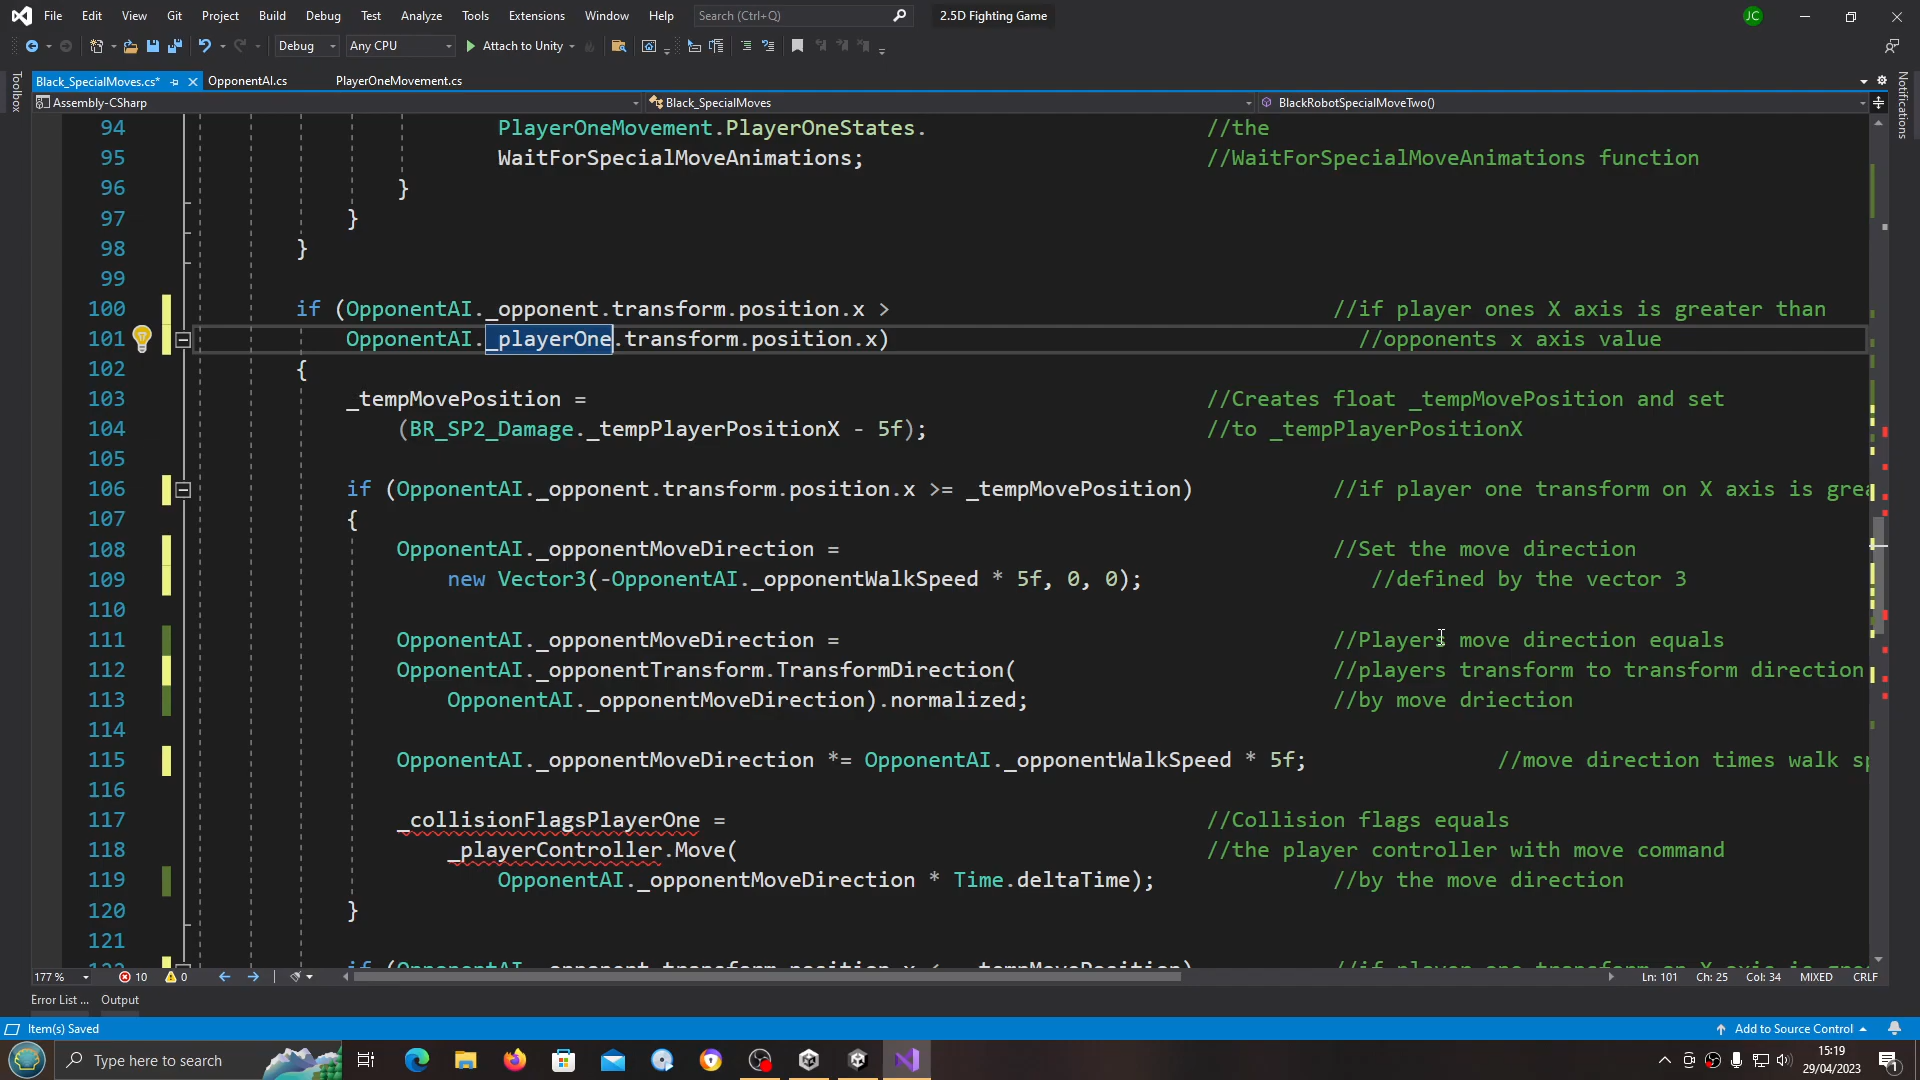 File Edit View Git Project Build Debug Test Analyze Tools Extensions Window Help Search (Ctrl+Q) 2.5D Fighting Game JC
Debug Any CPU Attach to Unity
Toolbox
Black_SpecialMoves.cs* OpponentAI.cs PlayerOneMovement.cs
Notifications
Assembly-CSharp Black_SpecialMoves BlackRobotSpecialMoveTwo()
94 PlayerOneMovement.PlayerOneStates. //the
95 WaitForSpecialMoveAnimations; //WaitForSpecialMoveAnimations function
96 }
97 }
98 }
99
100 if (OpponentAI._opponent.transform.position.x > //if player ones X axis is greater than
101 OpponentAI._playerOne.transform.position.x) //opponents x axis value
102 {
103 _tempMovePosition = //Creates float _tempMovePosition and set
104 (BR_SP2_Damage._tempPlayerPositionX - 5f); //to _tempPlayerPositionX
105
106 if (OpponentAI._opponent.transform.position.x >= _tempMovePosition) //if player one transform on X axis is
107 {
108 OpponentAI._opponentMoveDirection = //Set the move direction
109 new Vector3(-OpponentAI._opponentWalkSpeed * 5f, 0, 0); //defined by the vector 3
110
111 OpponentAI._opponentMoveDirection = //Players move direction equals
112 OpponentAI._opponentTransform.TransformDirection( //players transform to transform direction
113 OpponentAI._opponentMoveDirection).normalized; //by move driection
114
115 OpponentAI._opponentMoveDirection *= OpponentAI._opponentWalkSpeed * 5f; //move direction times walk
116
117 _collisionFlagsPlayerOne = //Collision flags equals
118 _playerController.Move( //the player controller with move command
119 OpponentAI._opponentMoveDirection * Time.deltaTime); //by the move direction
120 }
121
177 % 10 0 Ln: 101 Ch: 25 Col: 34 MIXED CRLF
Error List ... Output
Item(s) Saved Add to Source Control
Type here to search 15:19
29/04/2023 1